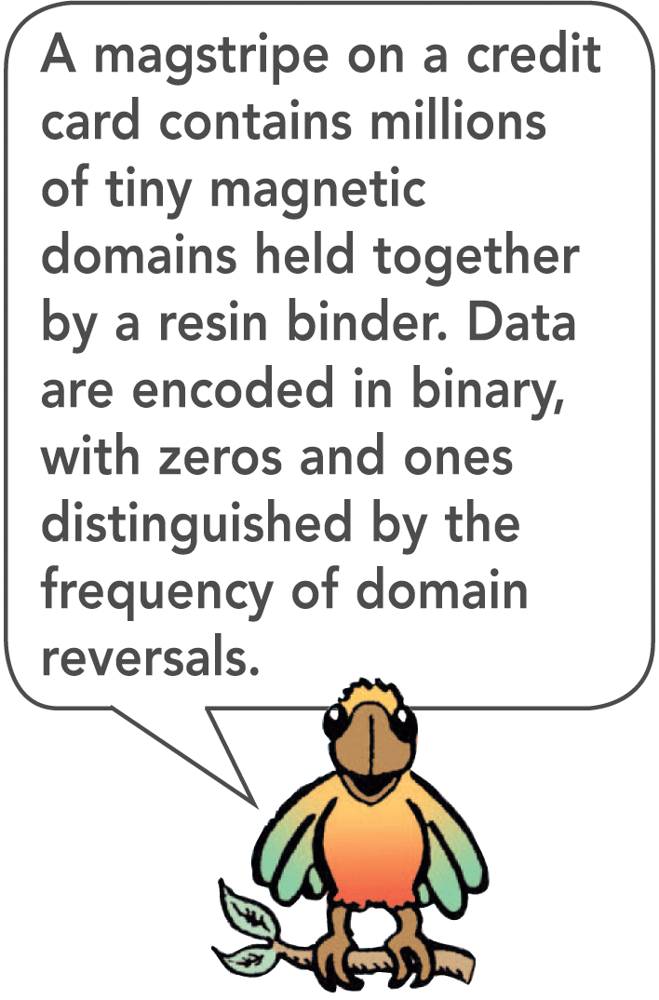 A magstripe on a credit
card contains millions
of tiny magnetic
domains held together
by a resin binder. Data
are encoded in binary,
with zeros and ones
distinguished by the
frequency of domain
reversals.